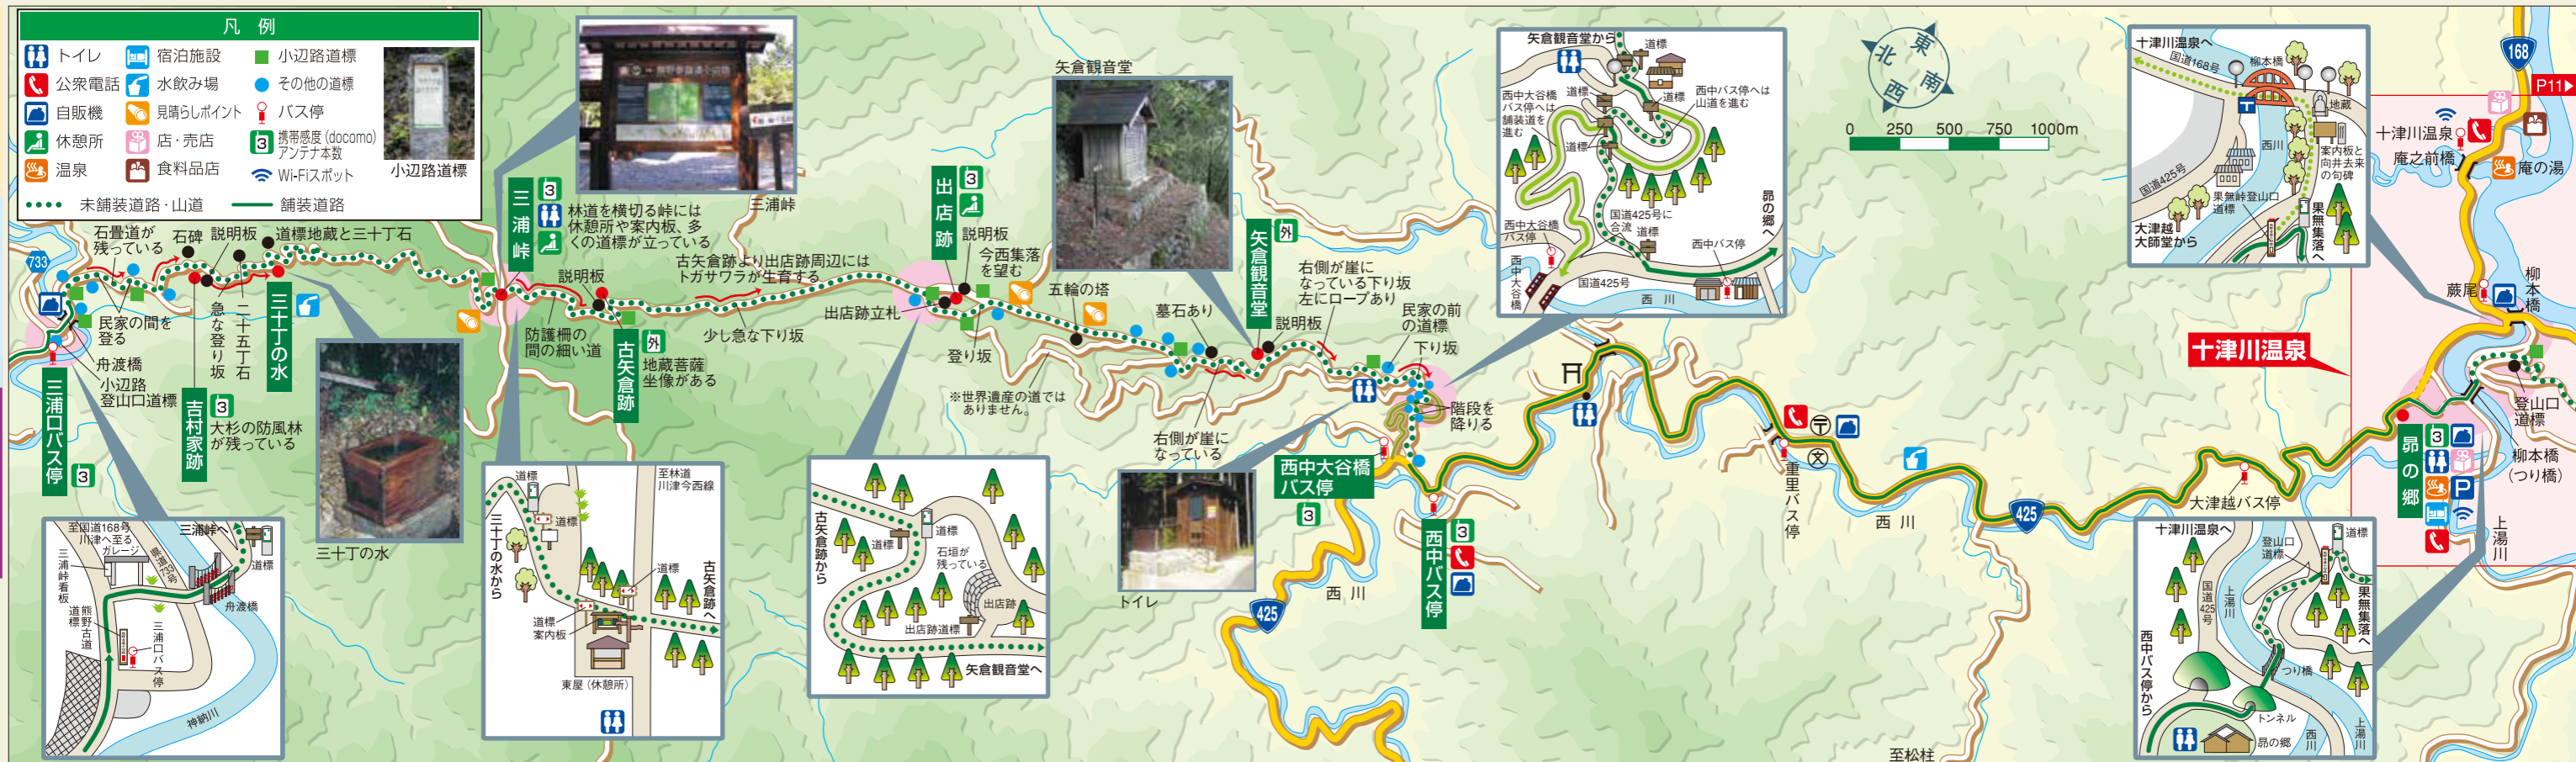 凡 例
トイレ
宿泊施設
小辺路道標
公衆電話
水飲み場
その他の道標
自販機
見晴らしポイント
バス停
休憩所
店・売店
3
携帯感度(docomo)
アンテナ本数
温泉
食料品店
Wi-Fiスポット
小辺路道標
未舗装道路・山道
舗装道路
733
石畳道が
残っている
石碑
説明板
道標地蔵と三十丁石
民家の間を
登る
舟渡橋
小辺路
登山口道標
三浦口バス停
3
急な登り坂
二十五丁石
三十丁の水
吉村家跡
3
大杉の防風林
が残っている
三十丁の水
至国道168号
川津へ至る
ガレージ
三浦峠へ
三浦峠看板
県道733号
道標
舟渡橋
熊野古道
道標
三浦口バス停
神納川
三浦峠
三浦峠
3
林道を横切る峠には
休憩所や案内板、多
くの道標が立っている
説明板
防護柵の
間の細い道
古矢倉跡
外
地蔵菩薩
坐像がある
古矢倉跡より出店跡周辺には
トガサワラが生育する
少し急な下り坂
道標
至林道
川津今西線
三十丁の水から
道標
道標
古矢倉跡へ
道標
案内板
東屋(休憩所)
出店跡
3
説明板
今西集落
を望む
出店跡立札
登り坂
五輪の塔
※世界遺産の道では
ありません。
古矢倉跡から
道標
道標
石垣が
残っている
出店跡
出店跡道標
矢倉観音堂へ
矢倉観音堂
矢倉観音堂
外
墓石あり
説明板
右側が崖に
なっている下り坂
左にロープあり
右側が崖に
なっている
民家の前
の道標
下り坂
階段を
降りる
トイレ
西中大谷橋
バス停
3
西中バス停
3
西川
425
矢倉観音堂から
道標
西中大谷橋
バス停へは
舗装道を
進む
道標
道標
西中バス停へは
山道を進む
道標
国道425号に
合流
道標
昴の郷へ
西中大谷橋
バス停
西中バス停
西中大谷橋
国道425号
西川
北
東
西
南
0 250 500 750 1000m
重里バス停
西川
425
大津越バス停
至松柱
十津川温泉へ
国道168号
柳本橋
地蔵
西川
案内板と
向井去来
の句碑
国道425号
果無峠登山口
道標
大津越
大師堂から
果無集落へ
168
P11
十津川温泉
庵之前橋
庵の湯
蕨尾
柳本橋
十津川温泉
登山口
道標
柳本橋
(つり橋)
昴の郷
3
P
上湯川
十津川温泉へ
登山口
道標
道標
国道425号
上湯川
果無集落へ
西中バス停から
つり橋
トンネル
昴の郷
西川
上湯川